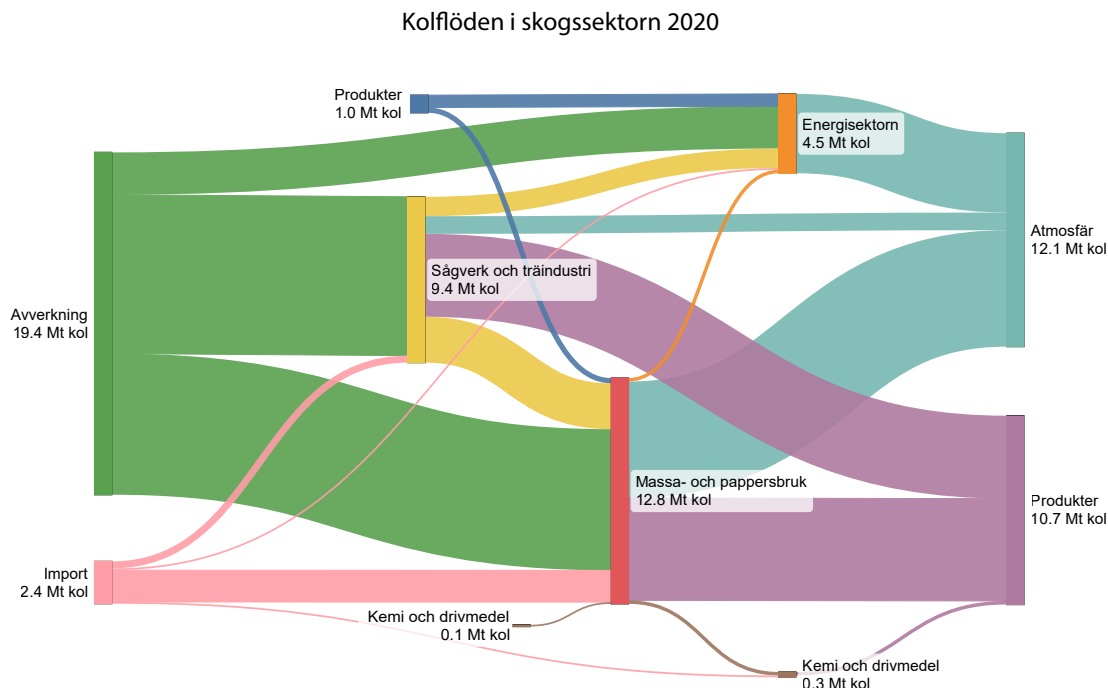 Kolflöden i skogssektorn 2020
Produkter
1.0 Mt kol
Energisektorn
4.5 Mt kol
Atmosfär
12.1 Mt kol
Sågverk och träindustri
9.4 Mt kol
Avverkning
19.4 Mt kol
Massa- och pappersbruk
12.8 Mt kol
Produkter
10.7 Mt kol
Import
2.4 Mt kol
Kemi och drivmedel
0.1 Mt kol
Kemi och drivmedel
0.3 Mt kol